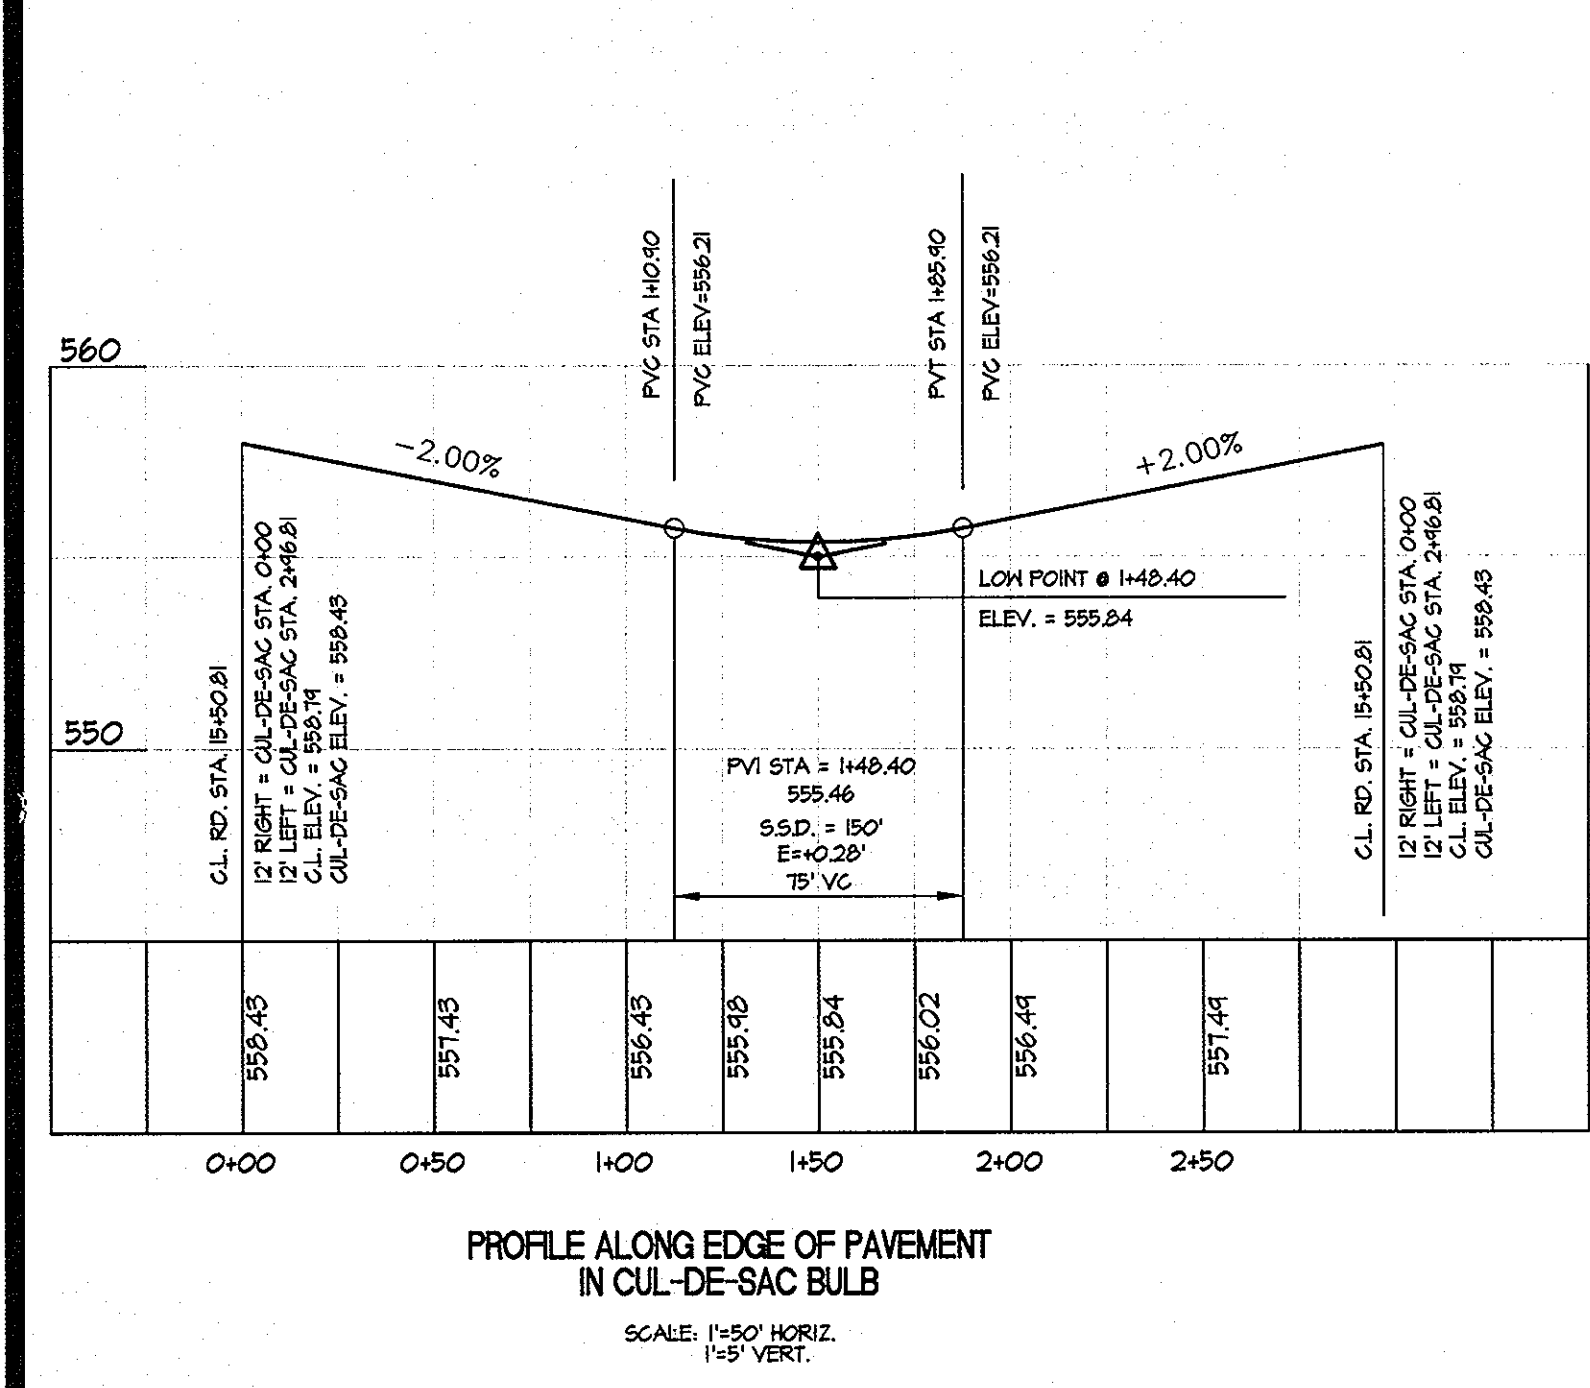 PVC STA 1+10.90
PVC ELEV=556.21
PVT STA 1+85.90
PVC ELEV=556.21
560
-2.00%
+2.00%
LOW POINT @ 1+48.40
ELEV. = 555.84
550
C.L. RD. STA. 15+50.81
12' RIGHT = CUL-DE-SAC STA. 0+00
12' LEFT = CUL-DE-SAC STA. 2+96.81
C.L. ELEV. = 558.79
CUL-DE-SAC ELEV. = 558.43
PVI STA = 1+48.40
555.46
S.S.D. = 150'
E=+0.28'
75' VC
C.L. RD. STA. 15+50.81
12' RIGHT = CUL-DE-SAC STA. 0+00
12' LEFT = CUL-DE-SAC STA. 2+96.81
C.L. ELEV. = 558.79
CUL-DE-SAC ELEV. = 558.43
558.43
557.43
556.43
555.98
555.84
556.02
556.49
557.49
0+00
0+50
1+00
1+50
2+00
2+50
PROFILE ALONG EDGE OF PAVEMENT
IN CUL-DE-SAC BULB
SCALE: 1"=50' HORIZ.
1"=5' VERT.